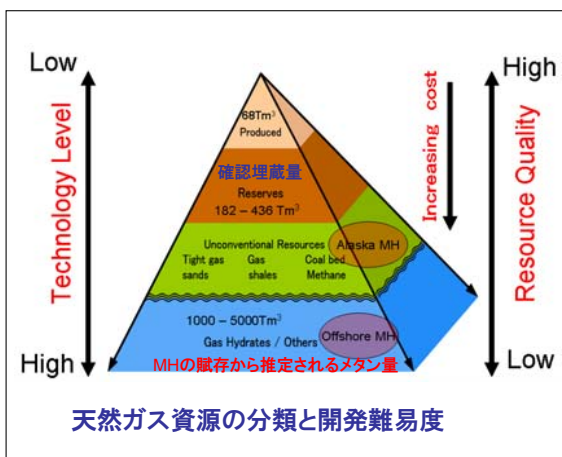 Low
High
Technology Level
Increasing cost
Resource Quality
68Tm³
Produced
確認埋蔵量
Reserves
182 – 436 Tm³
Unconventional Resources
Alaska MH
Tight gas
sands
Gas
shales
Coal bed
Methane
1000 – 5000Tm³
Gas Hydrates / Others
Offshore MH
High
Low
MHの賦存から推定されるメタン量
天然ガス資源の分類と開発難易度